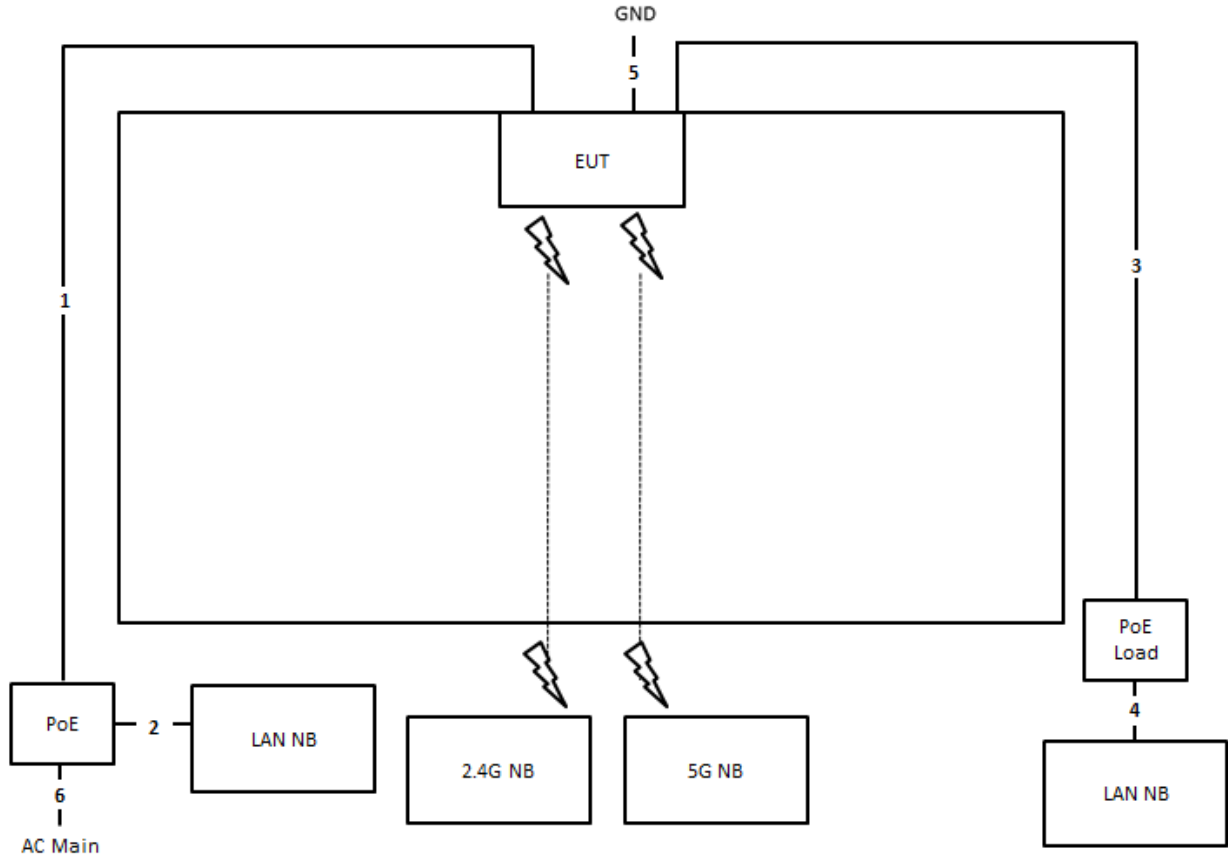 GND
5
EUT
1
3
PoE
Load
PoE
2
LAN NB
2.4G NB
5G NB
4
LAN NB
6
AC Main